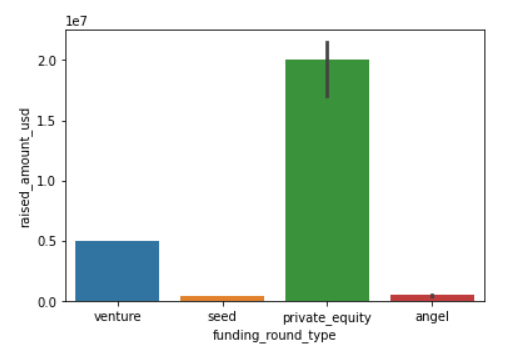 1e7
2.0
1.5
1.0
0.5
0.0
raised_amount_usd
venture seed private_equity angel
funding_round_type